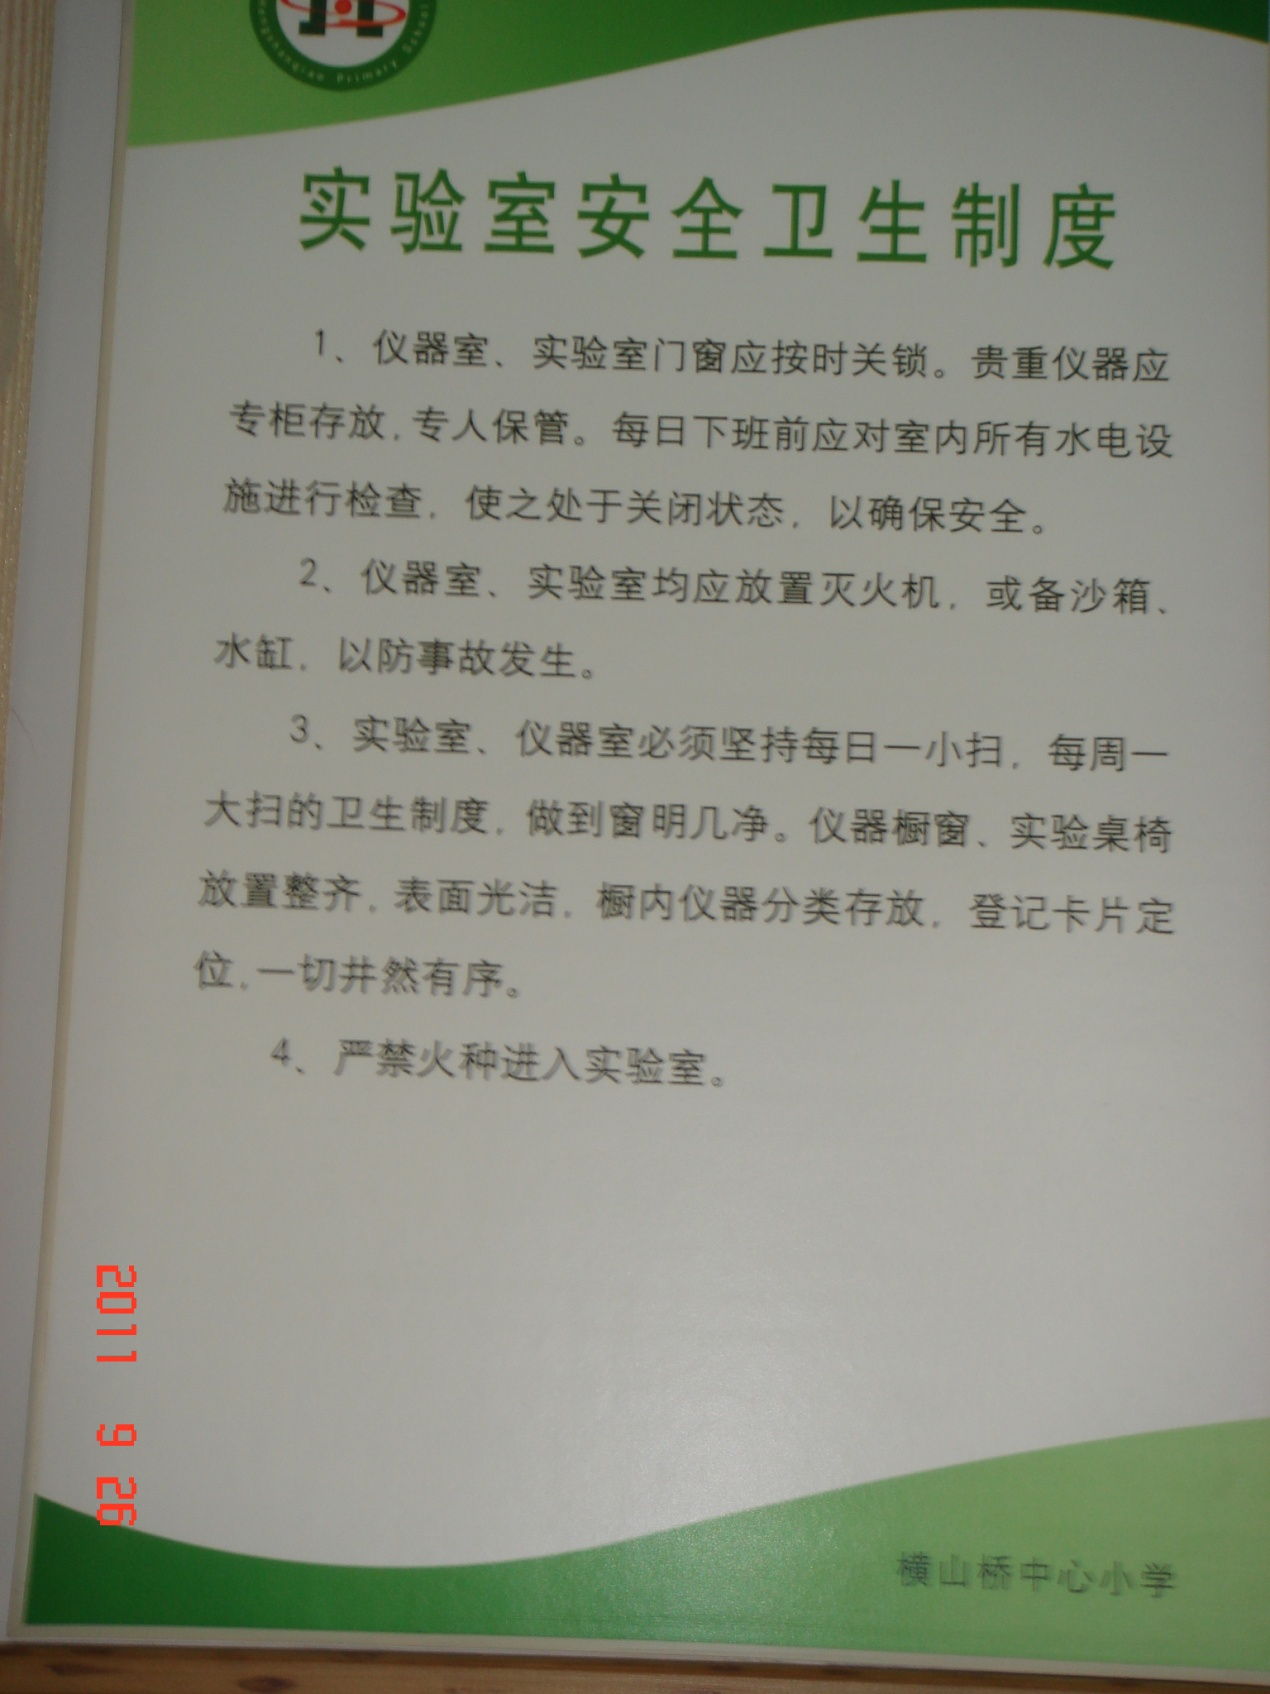 Hengshanqiao Primary School
实验室安全卫生制度
1、仪器室、实验室门窗应按时关锁。贵重仪器应
专柜存放，专人保管。每日下班前应对室内所有水电设
施进行检查，使之处于关闭状态，以确保安全。
2、仪器室、实验室均应放置灭火机，或备沙箱、
水缸，以防事故发生。
3、实验室、仪器室必须坚持每日一小扫，每周一
大扫的卫生制度，做到窗明几净。仪器橱窗、实验桌椅
放置整齐，表面光洁，橱内仪器分类存放，登记卡片定
位，一切井然有序。
4、严禁火种进入实验室。
2011 9 26
横山桥中心小学